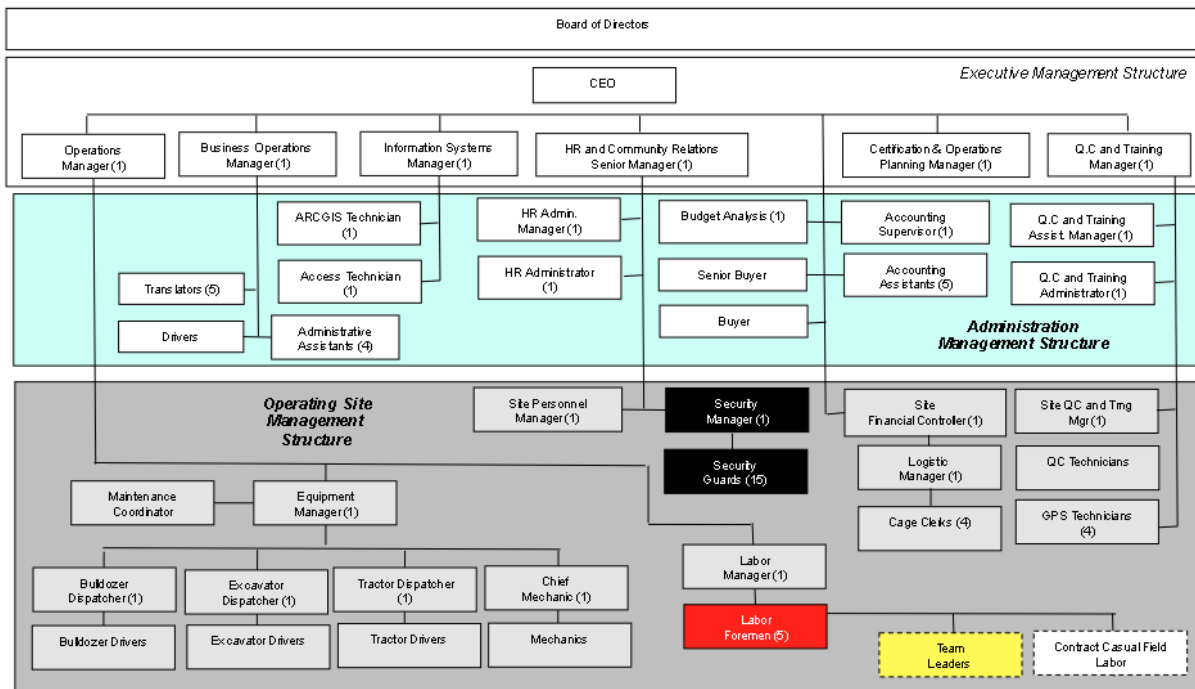 Board of Directors
Executive Management Structure
CEO
Operations
Manager (1)
Business Operations
Manager (1)
Information Systems
Manager (1)
HR and Community Relations
Senior Manager (1)
Certification & Operations
Planning Manager (1)
Q.C and Training
Manager (1)
ARCGIS Technician
(1)
HR Admin.
Manager (1)
Budget Analysis (1)
Accounting
Supervisor (1)
Q.C and Training
Assist. Manager (1)
Translators (5)
Access Technician
(1)
HR Administrator
(1)
Senior Buyer
Accounting
Assistants (5)
Q.C and Training
Administrator (1)
Drivers
Administrative
Assistants (4)
Buyer
Administration
Management Structure
Operating Site
Management
Structure
Site Personnel
Manager (1)
Security
Manager (1)
Site
Financial Controller (1)
Site QC and Trng
Mgr (1)
Security
Guards (15)
Logistic
Manager (1)
QC Technicians
Maintenance
Coordinator
Equipment
Manager (1)
Cage Clerks (4)
GPS Technicians
(4)
Labor
Manager (1)
Bulldozer
Dispatcher (1)
Excavator
Dispatcher (1)
Tractor Dispatcher
(1)
Chief
Mechanic (1)
Labor
Foremen (5)
Bulldozer Drivers
Excavator Drivers
Tractor Drivers
Mechanics
Team
Leaders
Contract Casual Field
Labor